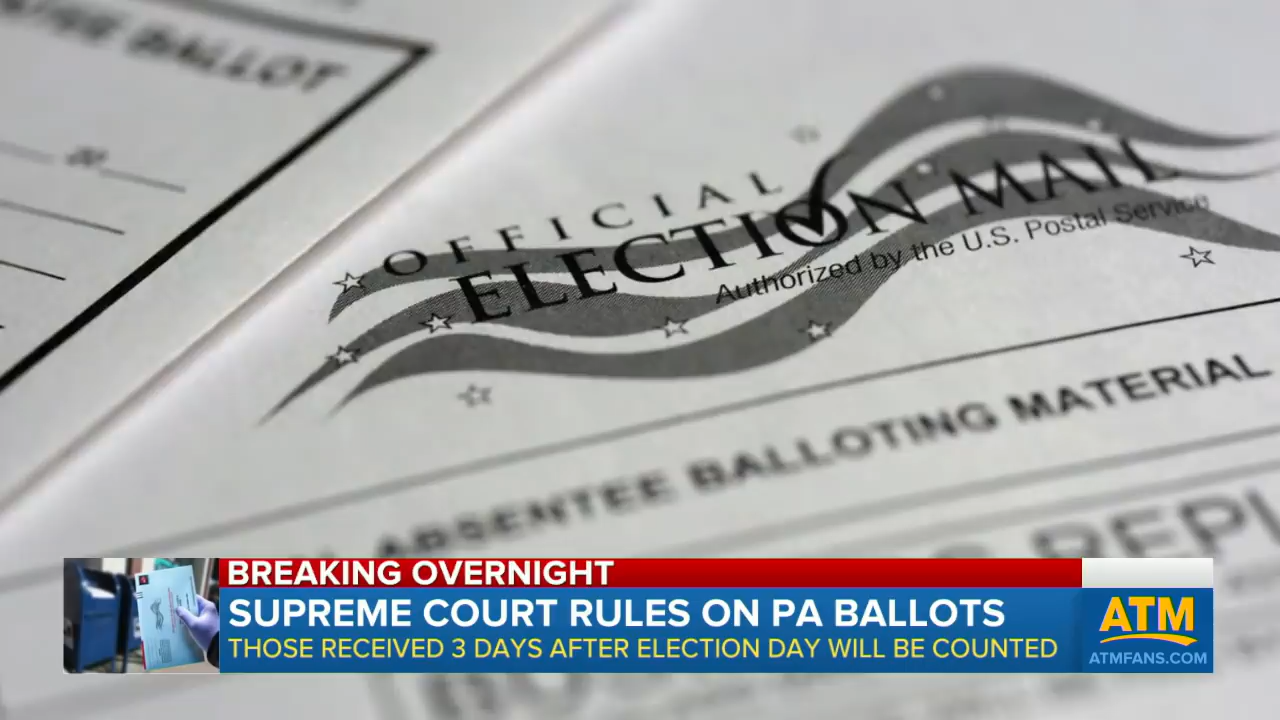 BALLOT
OFFICIAL
ELECTION MAIL
Authorized by the U.S. Postal Service
ABSENTEE BALLOTING MATERIAL
BREAKING OVERNIGHT
SUPREME COURT RULES ON PA BALLOTS
THOSE RECEIVED 3 DAYS AFTER ELECTION DAY WILL BE COUNTED
ATM
ATMFANS.COM